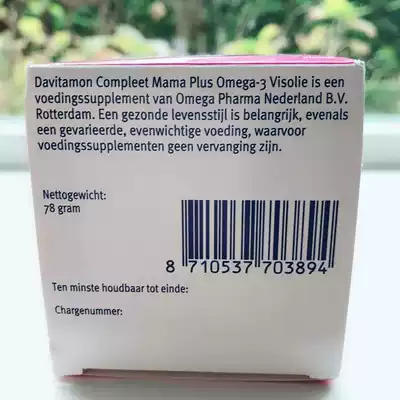 Davitamon Compleet Mama Plus Omega-3 Visolie is een
voedingssupplement van Omega Pharma Nederland B.V.
Rotterdam. Een gezonde levensstijl is belangrijk, evenals
een gevarieerde, evenwichtige voeding, waarvoor
voedingssupplementen geen vervanging zijn.
Nettogewicht:
78 gram
8 710537 703894
Ten minste houdbaar tot einde:
Chargenummer: